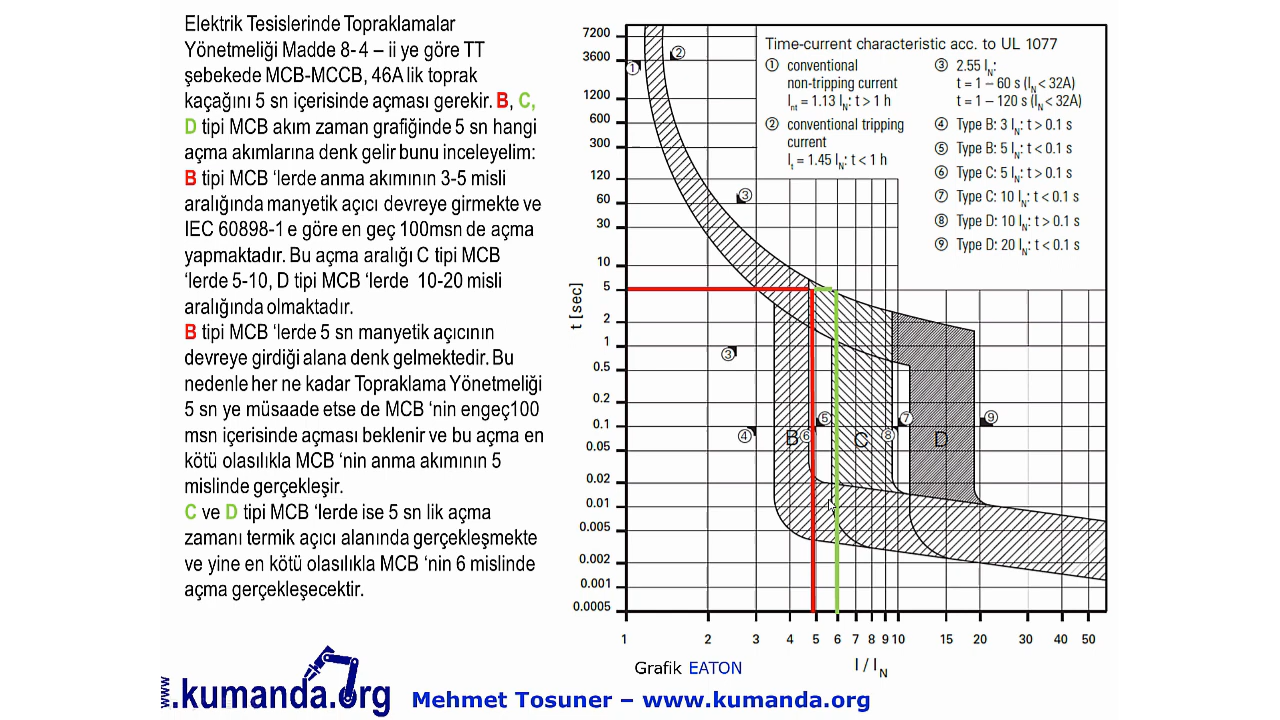 Elektrik Tesislerinde Topraklamalar
Yönetmeliği Madde 8- 4 – ii ye göre TT
şebekede MCB-MCCB, 46A lik toprak
kaçağını 5 sn içerisinde açması gerekir. B, C,
D tipi MCB akım zaman grafiğinde 5 sn hangi
açma akımlarına denk gelir bunu inceleyelim:
B tipi MCB ‘lerde anma akımının 3-5 misli
aralığında manyetik açıcı devreye girmekte ve
IEC 60898-1 e göre en geç 100msn de açma
yapmaktadır. Bu açma aralığı C tipi MCB
‘lerde 5-10, D tipi MCB ‘lerde 10-20 misli
aralığında olmaktadır.
B tipi MCB ‘lerde 5 sn manyetik açıcının
devreye girdiği alana denk gelmektedir. Bu
nedenle her ne kadar Topraklama Yönetmeliği
5 sn ye müsaade etse de MCB ‘nin engeç100
msn içerisinde açması beklenir ve bu açma en
kötü olasılıkla MCB ‘nin anma akımının 5
mislinde gerçekleşir.
C ve D tipi MCB ‘lerde ise 5 sn lik açma
zamanı termik açıcı alanında gerçekleşmekte
ve yine en kötü olasılıkla MCB ‘nin 6 mislinde
açma gerçekleşecektir.
Time-current characteristic acc. to UL 1077
① conventional
non-tripping current
Int = 1.13 IN: t > 1 h
② conventional tripping
current
It = 1.45 IN: t < 1 h
③ 2.55 IN:
t = 1 – 60 s (IN < 32A)
t = 1 – 120 s (IN < 32A)
④ Type B: 3 IN: t > 0.1 s
⑤ Type B: 5 IN: t < 0.1 s
⑥ Type C: 5 IN: t > 0.1 s
⑦ Type C: 10 IN: t < 0.1 s
⑧ Type D: 10 IN: t > 0.1 s
⑨ Type D: 20 IN: t < 0.1 s
t [sec]
7200
3600
1200
600
300
120
60
30
10
5
2
1
0.5
0.2
0.1
0.05
0.02
0.01
0.005
0.002
0.001
0.0005
① ②
③
③
④ B ⑥ ⑤ C ⑧ ⑦ D ⑨
1 2 3 4 5 6 7 8 9 10 15 20 30 40 50
I / IN
Grafik EATON
www.kumanda.org
Mehmet Tosuner – www.kumanda.org